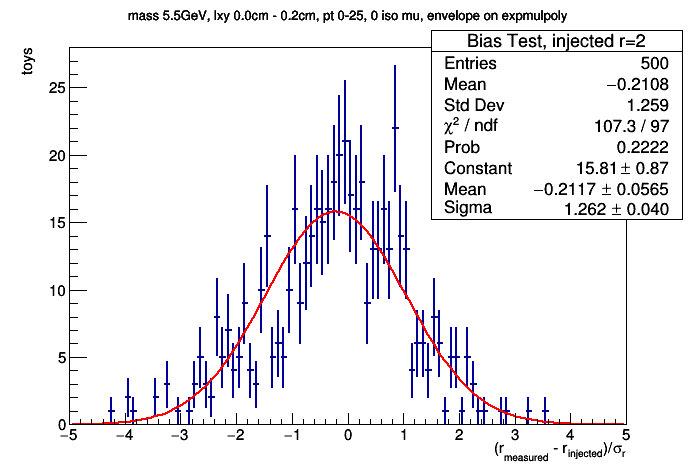 mass 5.5GeV, lxy 0.0cm - 0.2cm, pt 0-25, 0 iso mu, envelope on expmulpoly
toys
Bias Test, injected r=2
Entries 500
Mean −0.2108
Std Dev 1.259
χ² / ndf 107.3 / 97
Prob 0.2222
Constant 15.81 ± 0.87
Mean −0.2117 ± 0.0565
Sigma 1.262 ± 0.040
25
20
15
10
5
0
−5 −4 −3 −2 −1 0 1 2 3 4 5
(r_measured - r_injected)/σ_r